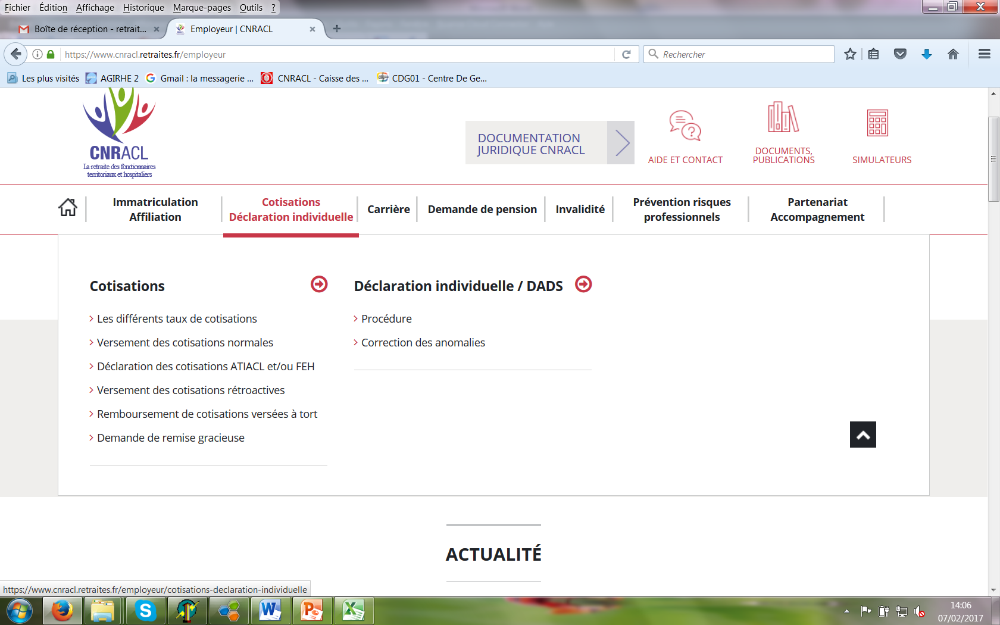 Fichier Édition Affichage Historique Marque-pages Outils ?
Boîte de réception - retrait... × Employeur | CNRACL × +
https://www.cnracl.retraites.fr/employeur Rechercher
Les plus visités AGIRHE 2 Gmail : la messagerie ... CNRACL - Caisse des ... CDG01 - Centre De Ge...
CNRACL
La retraite des fonctionnaires
territoriaux et hospitaliers
DOCUMENTATION
JURIDIQUE CNRACL
AIDE ET CONTACT
DOCUMENTS,
PUBLICATIONS
SIMULATEURS
Immatriculation
Affiliation
Cotisations
Déclaration individuelle
Carrière
Demande de pension
Invalidité
Prévention risques
professionnels
Partenariat
Accompagnement
Cotisations
Les différents taux de cotisations
Versement des cotisations normales
Déclaration des cotisations ATIACL et/ou FEH
Versement des cotisations rétroactives
Remboursement de cotisations versées à tort
Demande de remise gracieuse
Déclaration individuelle / DADS
Procédure
Correction des anomalies
ACTUALITÉ
https://www.cnracl.retraites.fr/employeur/cotisations-declaration-individuelle
14:06
07/02/2017